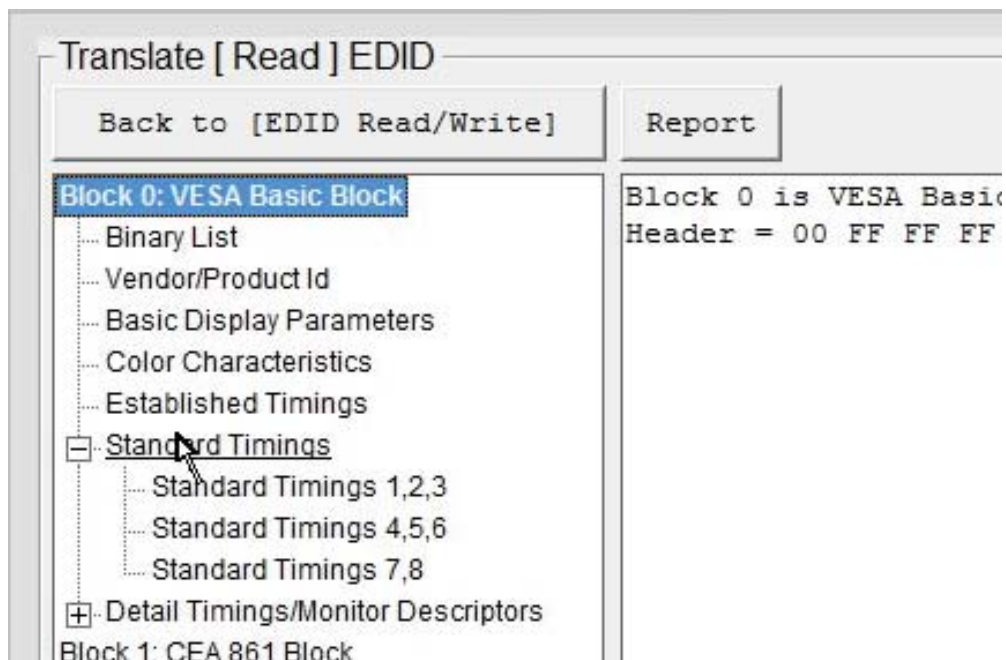 Translate [ Read ] EDID
Back to [EDID Read/Write]
Report
Block 0: VESA Basic Block
Binary List
Vendor/Product Id
Basic Display Parameters
Color Characteristics
Established Timings
Standard Timings
Standard Timings 1,2,3
Standard Timings 4,5,6
Standard Timings 7,8
Detail Timings/Monitor Descriptors
Block 1: CEA 861 Block
Block 0 is VESA Basic
Header = 00 FF FF FF